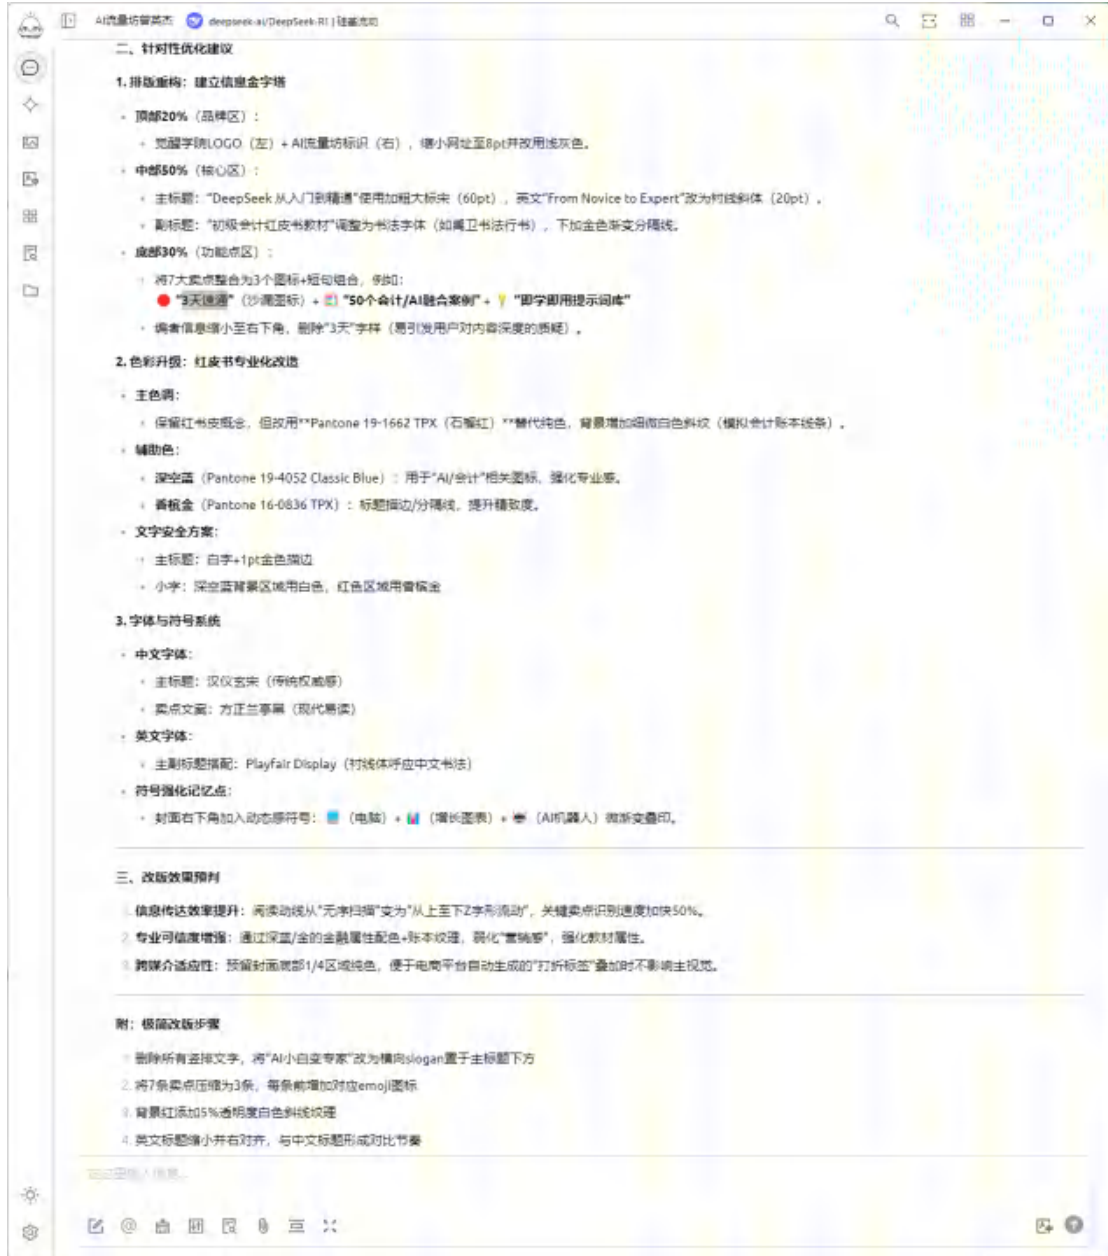 AI流量坊曾英杰 deepseek-ai/DeepSeek-R1 | 硅基流动
二、针对性优化建议
1. 排版重构：建立信息金字塔
顶部20%（品牌区）：
觉醒学院LOGO（左）+ AI流量坊标识（右），缩小网址至8pt并改用浅灰色。
中部50%（核心区）：
主标题："DeepSeek 从入门到精通"使用加粗大标宋（60pt），英文"From Novice to Expert"改为衬线斜体（20pt）。
副标题："初级会计红皮书教材"调整为书法字体（如禹卫书法行书），下加金色渐变分隔线。
底部30%（功能点区）：
将7大卖点整合为3个图标+短句组合，例如：
🔴 "3天速通"（沙漏图标）+ "50个会计/AI融合案例" + 💡 "即学即用提示词库"
编者信息缩小至右下角，删除"3天"字样（易引发用户对内容深度的质疑）。
2. 色彩升级：红皮书专业化改造
主色调：
保留红书皮概念，但改用**Pantone 19-1662 TPX（石榴红）**替代纯色，背景增加细微白色斜纹（模拟会计账本线条）。
辅助色：
深空蓝（Pantone 19-4052 Classic Blue）：用于"AI/会计"相关图标，强化专业感。
香槟金（Pantone 16-0836 TPX）：标题描边/分隔线，提升精致度。
文字安全方案：
主标题：白字+1pt金色描边
小字：深空蓝背景区域用白色，红色区域用香槟金
3. 字体与符号系统
中文字体：
主标题：汉仪玄宋（传统权威感）
卖点文案：方正兰亭黑（现代易读）
英文字体：
主副标题搭配：Playfair Display（衬线体呼应中文书法）
符号强化记忆点：
封面右下角加入动态感符号：（电脑）+ 📊（增长图表）+（AI机器人）微渐变叠印。
三、改版效果预判
1. 信息传达效率提升：阅读动线从"无序扫描"变为"从上至下Z字形流动"，关键卖点识别速度加快50%。
2. 专业可信度增强：通过深蓝/金的金融属性配色+账本纹理，弱化"营销感"，强化教材属性。
3. 跨媒介适应性：预留封面底部1/4区域纯色，便于电商平台自动生成的"打折标签"叠加时不影响主视觉。
附：极简改版步骤
1. 删除所有竖排文字，将"AI小白变专家"改为横向slogan置于主标题下方
2. 将7条卖点压缩为3条，每条前增加对应emoji图标
3. 背景红添加5%透明度白色斜线纹理
4. 英文标题缩小并右对齐，与中文标题形成对比节奏
在这里输入消息...